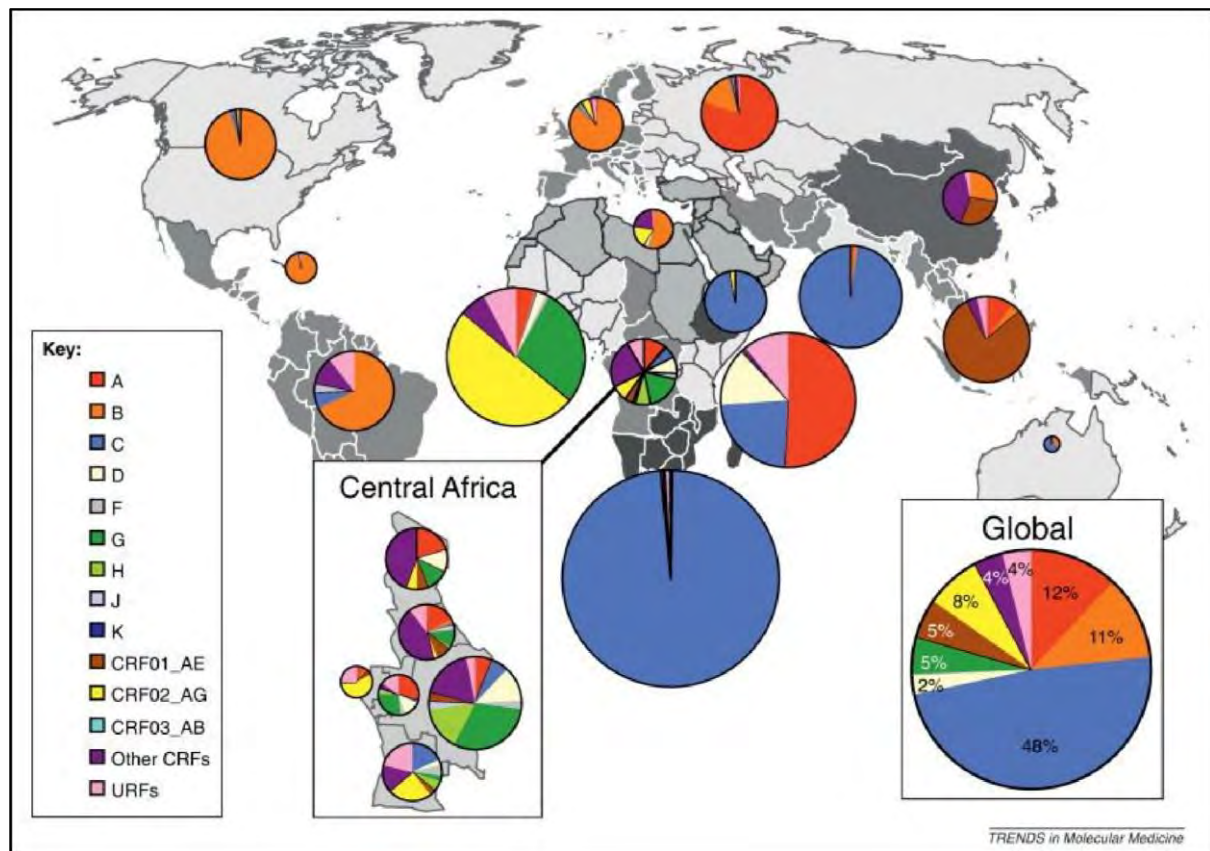 Key:
A
B
C
D
F
G
H
J
K
CRF01_AE
CRF02_AG
CRF03_AB
Other CRFs
URFs
Central Africa
Global
4%
4%
12%
8%
11%
5%
5%
2%
48%
TRENDS in Molecular Medicine